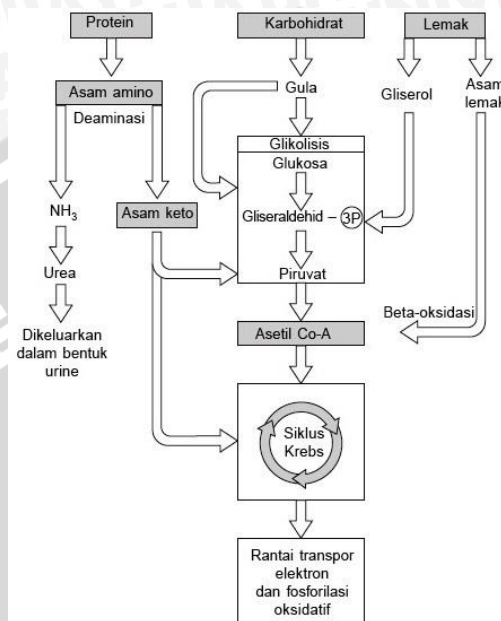 Protein
Karbohidrat
Lemak
Asam amino
Deaminasi
Gula
Gliserol
Asam
lemak
Glikolisis
Glukosa
NH3
Asam keto
Gliseraldehid – 3P
Urea
Piruvat
Dikeluarkan
dalam bentuk
urine
Asetil Co-A
Beta-oksidasi
Siklus
Krebs
Rantai transpor
elektron
dan fosforilasi
oksidatif